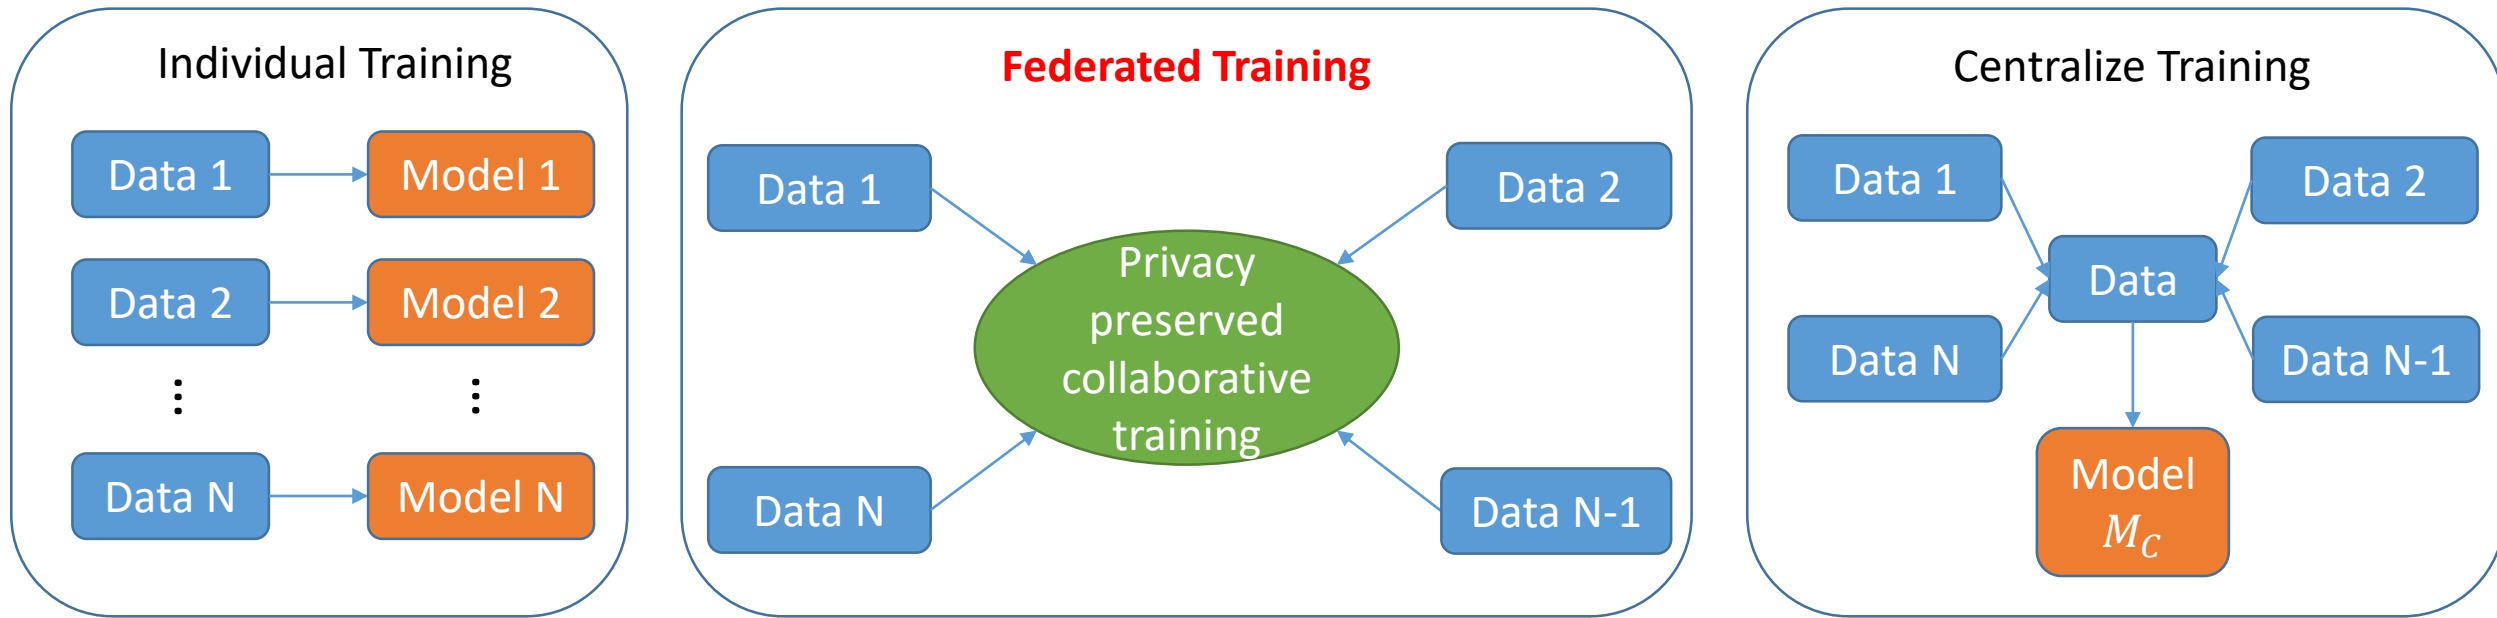 Individual Training
Data 1
Model 1
Data 2
Model 2
⋮
⋮
Data N
Model N
Federated Training
Data 1
Data 2
Privacy
preserved
collaborative
training
Data N
Data N-1
Centralize Training
Data 1
Data 2
Data
Data N
Data N-1
Model
M_C